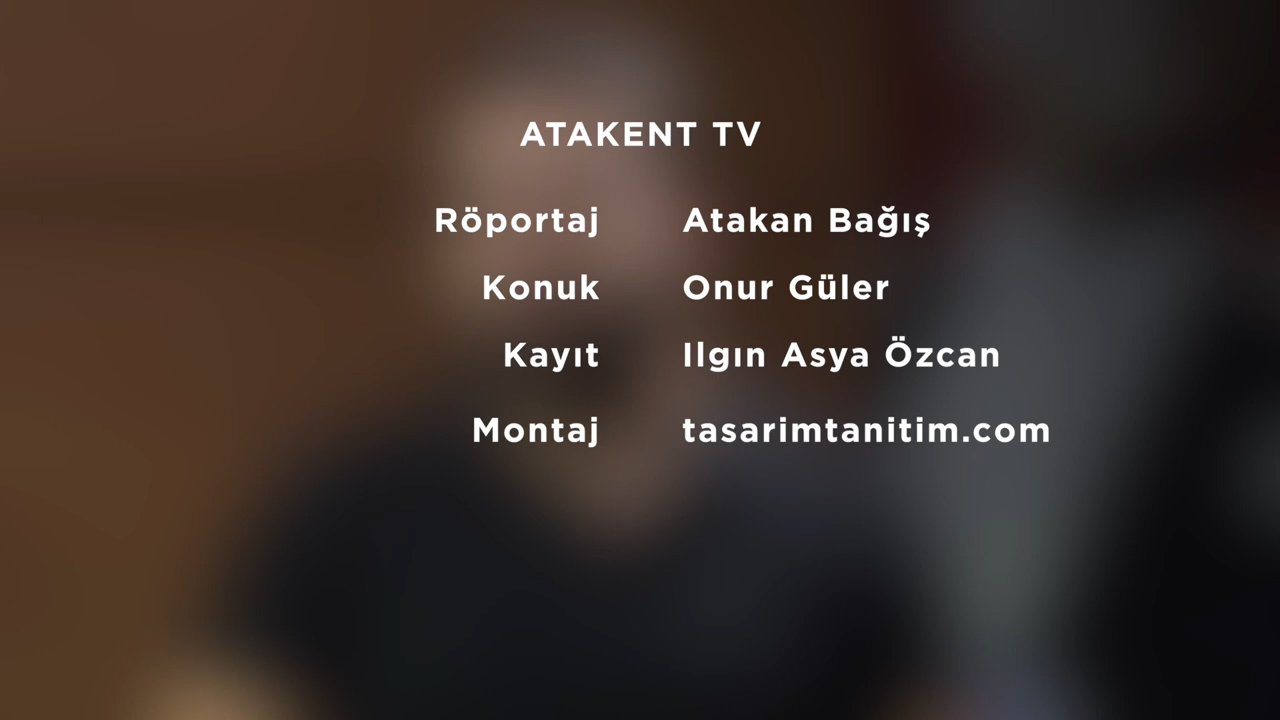 ATAKENT TV
Röportaj Atakan Bağış
Konuk Onur Güler
Kayıt Ilgın Asya Özcan
Montaj tasarimtanitim.com